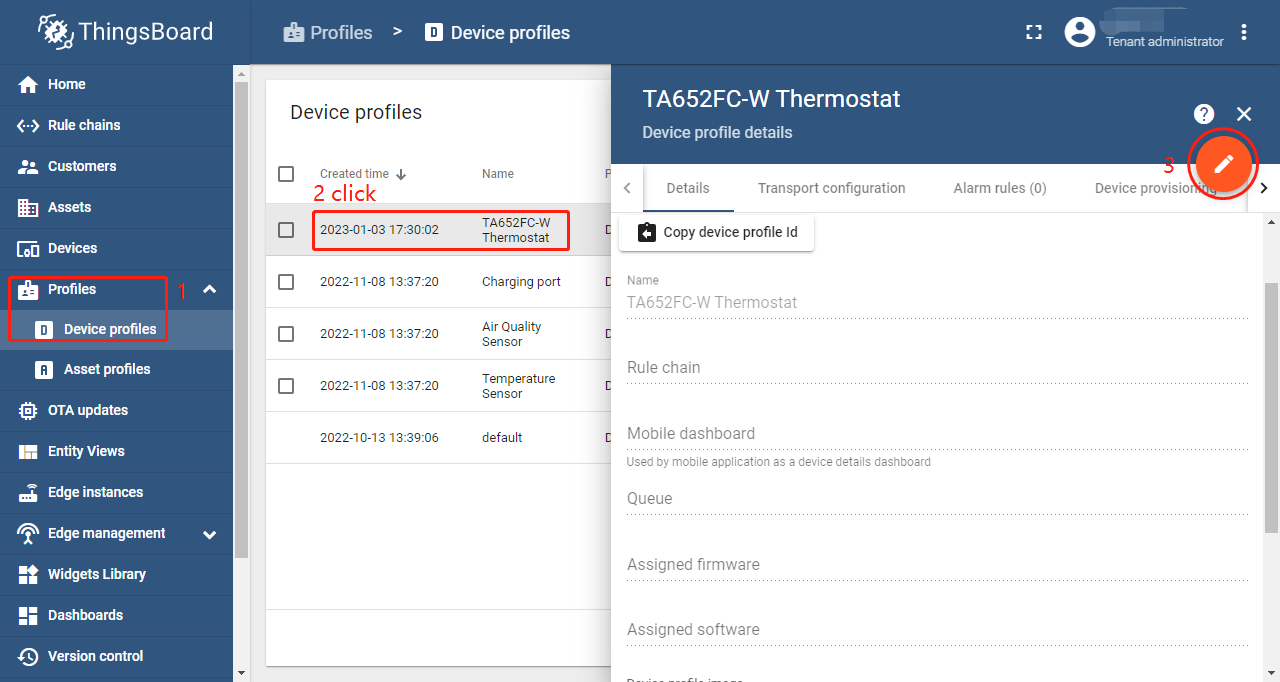 ThingsBoard
Profiles > Device profiles
Tenant administrator
Home
Rule chains
Customers
Assets
Devices
Profiles
1
Device profiles
Asset profiles
OTA updates
Entity Views
Edge instances
Edge management
Widgets Library
Dashboards
Version control
Device profiles
Created time Name P
2 click
2023-01-03 17:30:02 TA652FC-W Thermostat D
2022-11-08 13:37:20 Charging port D
2022-11-08 13:37:20 Air Quality Sensor D
2022-11-08 13:37:20 Temperature Sensor D
2022-10-13 13:39:06 default D
TA652FC-W Thermostat
Device profile details
3
Details Transport configuration Alarm rules (0) Device provisioning
Copy device profile Id
Name
TA652FC-W Thermostat
Rule chain
Mobile dashboard
Used by mobile application as a device details dashboard
Queue
Assigned firmware
Assigned software
Device profile image